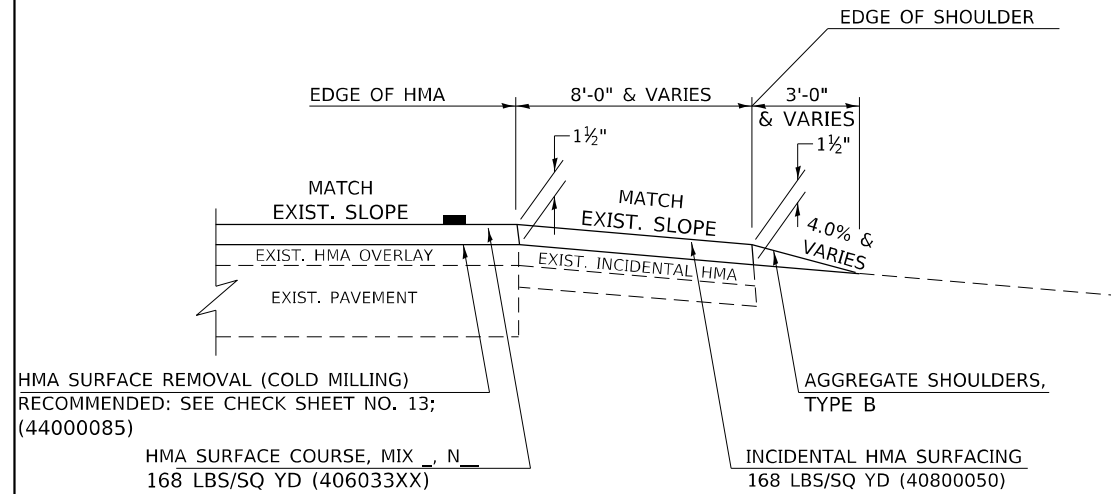 EDGE OF SHOULDER
EDGE OF HMA
8'-0" & VARIES
3'-0"
& VARIES
1½"
1½"
MATCH
EXIST. SLOPE
MATCH
EXIST. SLOPE
4.0% &
VARIES
EXIST. HMA OVERLAY
EXIST. INCIDENTAL HMA
EXIST. PAVEMENT
HMA SURFACE REMOVAL (COLD MILLING)
RECOMMENDED: SEE CHECK SHEET NO. 13;
(44000085)
AGGREGATE SHOULDERS,
TYPE B
HMA SURFACE COURSE, MIX _, N__
168 LBS/SQ YD (406033XX)
INCIDENTAL HMA SURFACING
168 LBS/SQ YD (40800050)